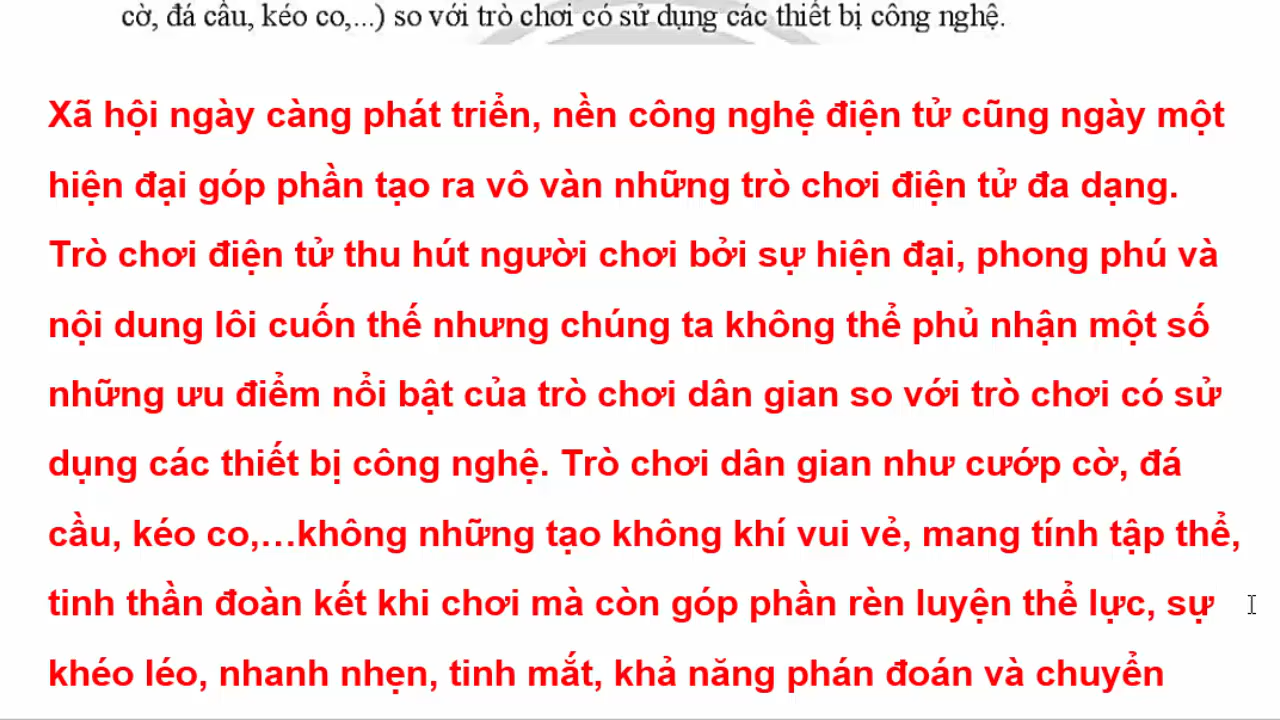 cờ, đá cầu, kéo co,...) so với trò chơi có sử dụng các thiết bị công nghệ.
Xã hội ngày càng phát triển, nền công nghệ điện tử cũng ngày một
hiện đại góp phần tạo ra vô vàn những trò chơi điện tử đa dạng.
Trò chơi điện tử thu hút người chơi bởi sự hiện đại, phong phú và
nội dung lôi cuốn thế nhưng chúng ta không thể phủ nhận một số
những ưu điểm nổi bật của trò chơi dân gian so với trò chơi có sử
dụng các thiết bị công nghệ. Trò chơi dân gian như cướp cờ, đá
cầu, kéo co,…không những tạo không khí vui vẻ, mang tính tập thể,
tinh thần đoàn kết khi chơi mà còn góp phần rèn luyện thể lực, sự
khéo léo, nhanh nhẹn, tinh mắt, khả năng phán đoán và chuyển